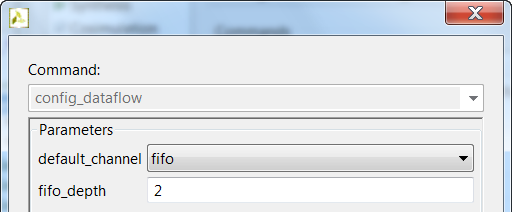 Command:
config_dataflow
Parameters
default_channel fifo
fifo_depth 2